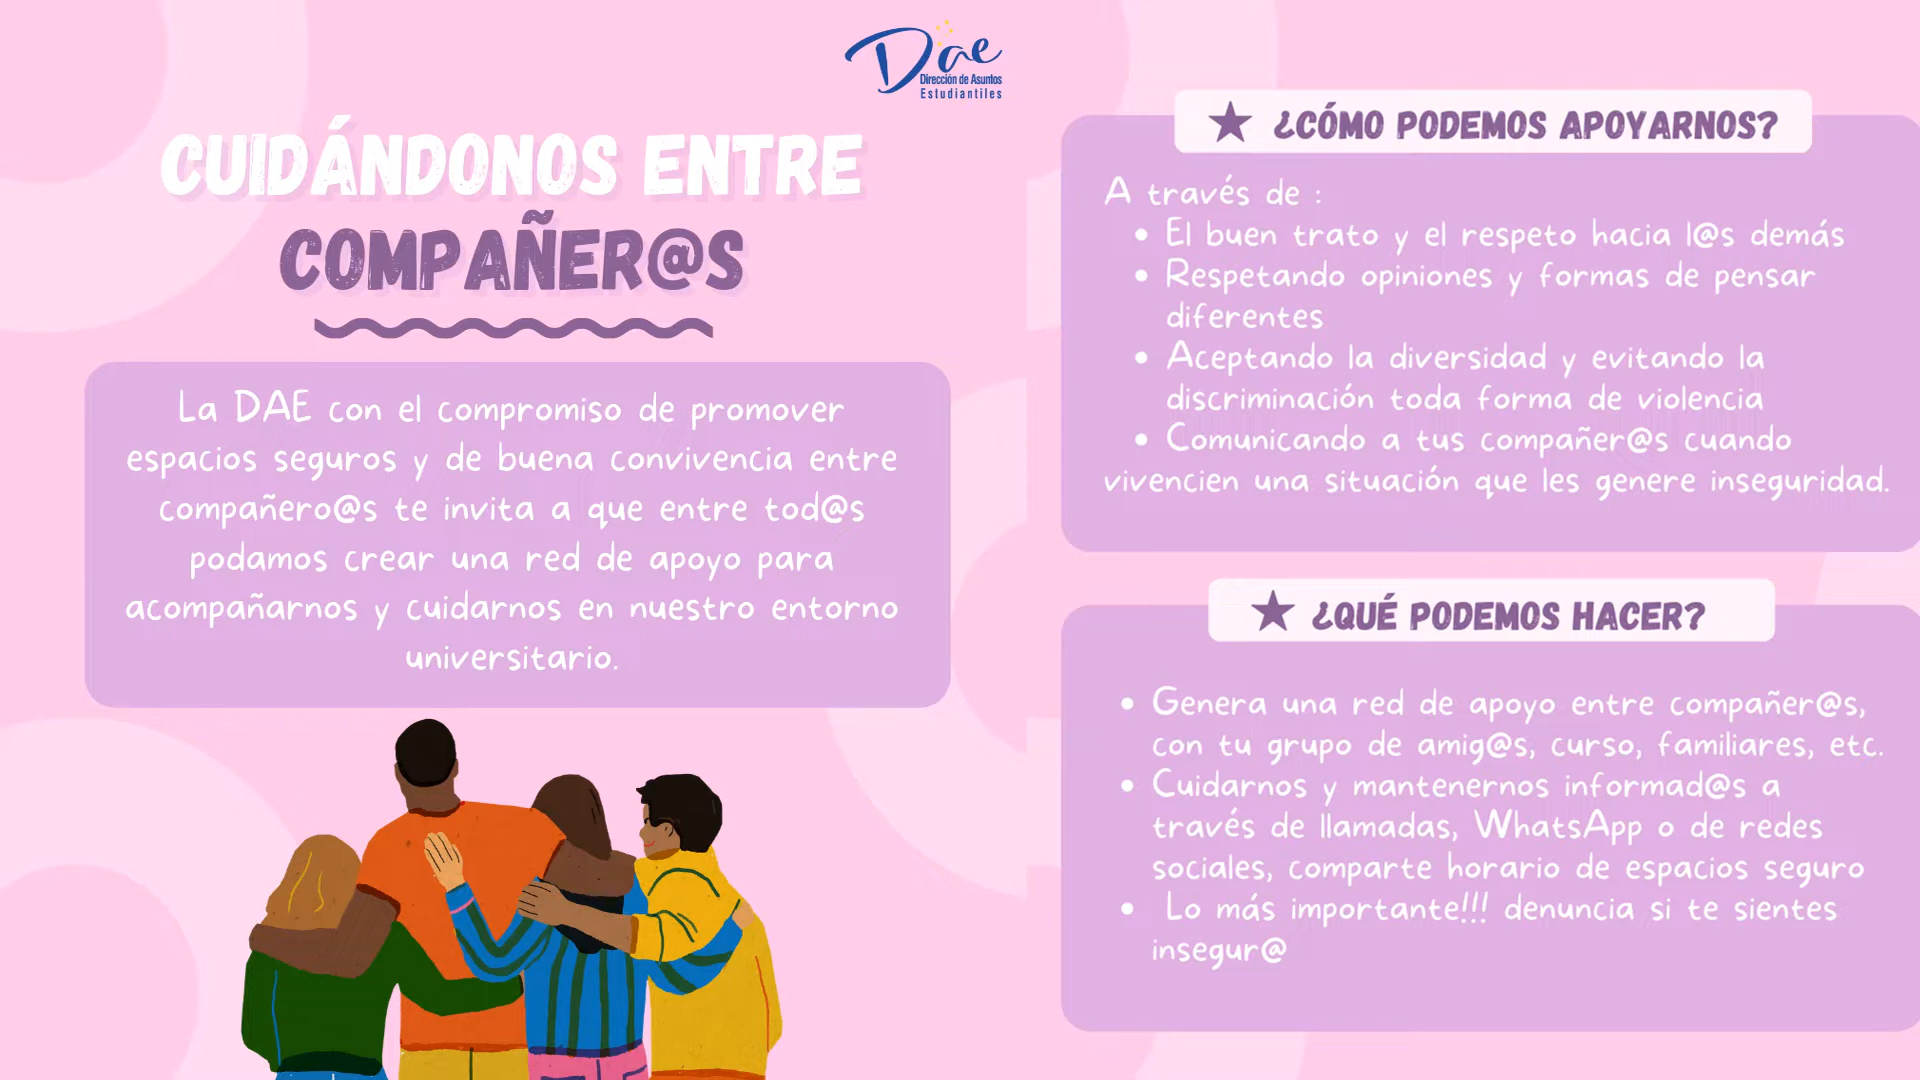 Dae
Dirección de Asuntos
Estudiantiles
CUIDÁNDONOS ENTRE
COMPAÑER@S
La DAE con el compromiso de promover
espacios seguros y de buena convivencia entre
compañero@s te invita a que entre tod@s
podamos crear una red de apoyo para
acompañarnos y cuidarnos en nuestro entorno
universitario.
¿CÓMO PODEMOS APOYARNOS?
A través de :
• El buen trato y el respeto hacia l@s demás
• Respetando opiniones y formas de pensar
diferentes
• Aceptando la diversidad y evitando la
discriminación toda forma de violencia
• Comunicando a tus compañer@s cuando
vivencien una situación que les genere inseguridad.
¿QUÉ PODEMOS HACER?
• Genera una red de apoyo entre compañer@s,
con tu grupo de amig@s, curso, familiares, etc.
• Cuidarnos y mantenernos informad@s a
través de llamadas, WhatsApp o de redes
sociales, comparte horario de espacios seguro
• Lo más importante!!! denuncia si te sientes
insegur@